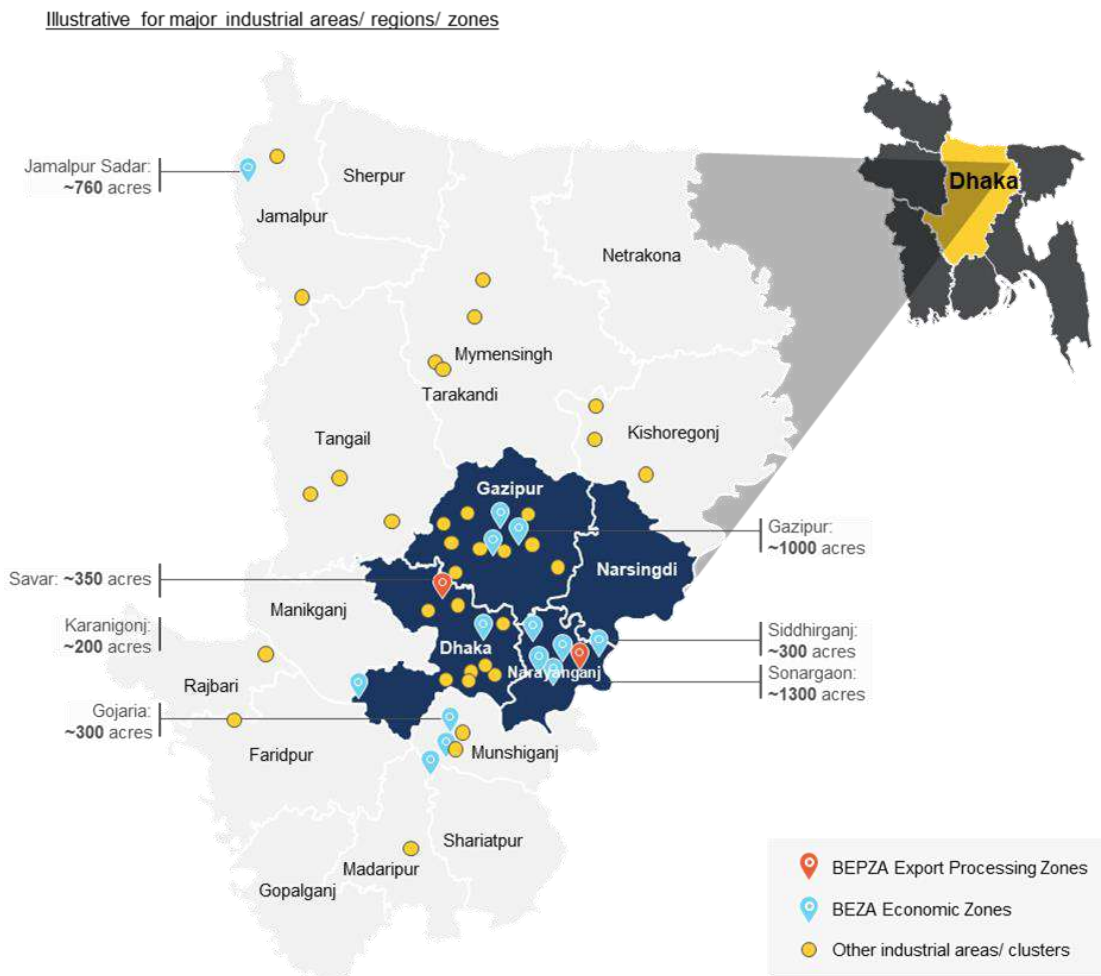 Illustrative for major industrial areas/ regions/ zones
Jamalpur Sadar:
~760 acres
Sherpur
Jamalpur
Dhaka
Netrakona
Mymensingh
Tarakandi
Tangail
Kishoregonj
Gazipur
Gazipur:
~1000 acres
Savar: ~350 acres
Narsingdi
Manikganj
Karanigonj:
~200 acres
Dhaka
Siddhirganj:
~300 acres
Narayanganj
Sonargaon:
~1300 acres
Rajbari
Gojaria:
~300 acres
Faridpur
Munshiganj
Shariatpur
Madaripur
Gopalganj
BEPZA Export Processing Zones
BEZA Economic Zones
Other industrial areas/ clusters